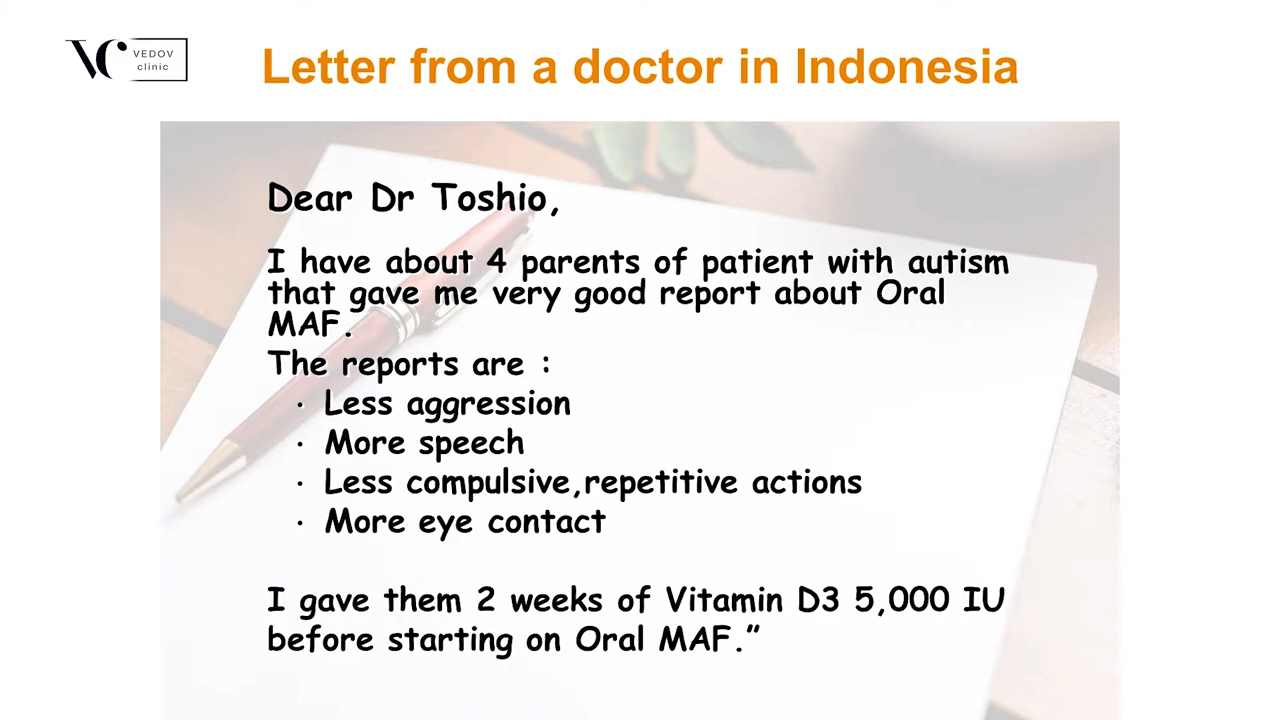 VC VEDOV
clinic
Letter from a doctor in Indonesia
Dear Dr Toshio,
I have about 4 parents of patient with autism
that gave me very good report about Oral
MAF.
The reports are :
· Less aggression
· More speech
· Less compulsive,repetitive actions
· More eye contact
I gave them 2 weeks of Vitamin D3 5,000 IU
before starting on Oral MAF.”